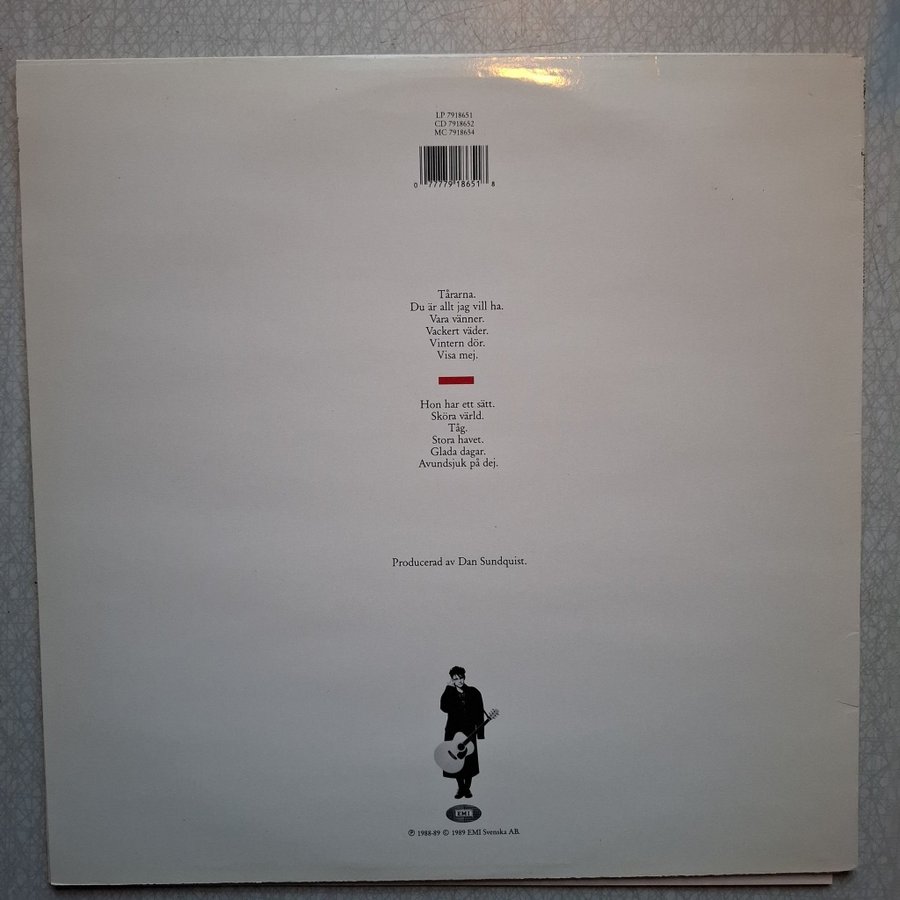 LP 7918651
CD 7918652
MC 7918654
0 77779 18651 8
Tårarna.
Du är allt jag vill ha.
Vara vänner.
Vackert väder.
Vintern dör.
Visa mej.
Hon har ett sätt.
Sköra värld.
Tåg.
Stora havet.
Glada dagar.
Avundsjuk på dej.
Producerad av Dan Sundquist.
EMI
℗ 1988-89 © 1989 EMI Svenska AB.